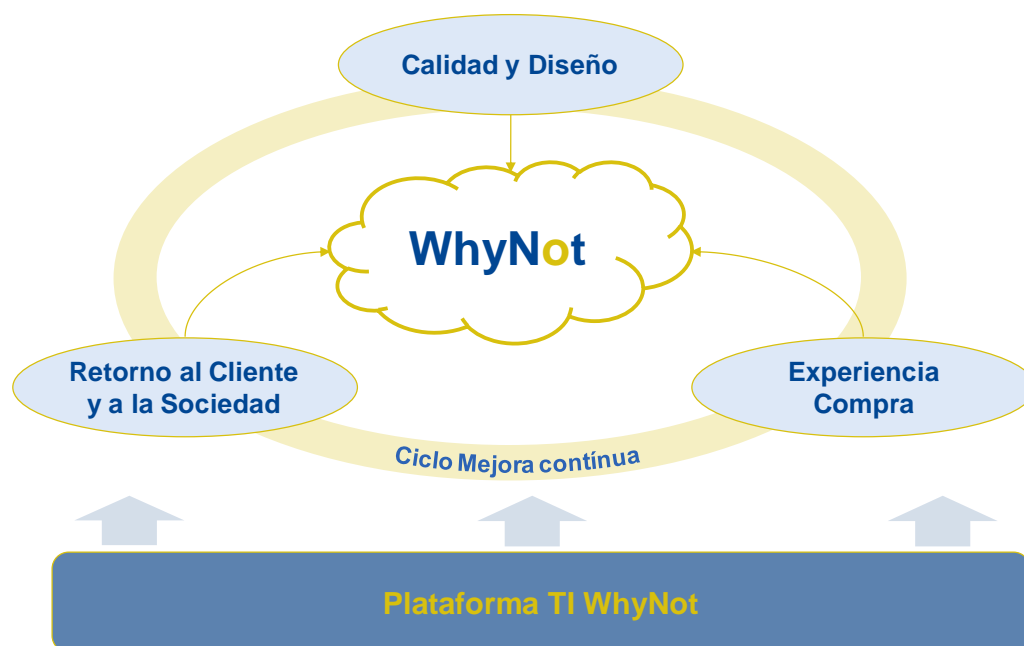 Calidad y Diseño
WhyNot
Retorno al Cliente
y a la Sociedad
Experiencia
Compra
Ciclo Mejora contínua
Plataforma TI WhyNot